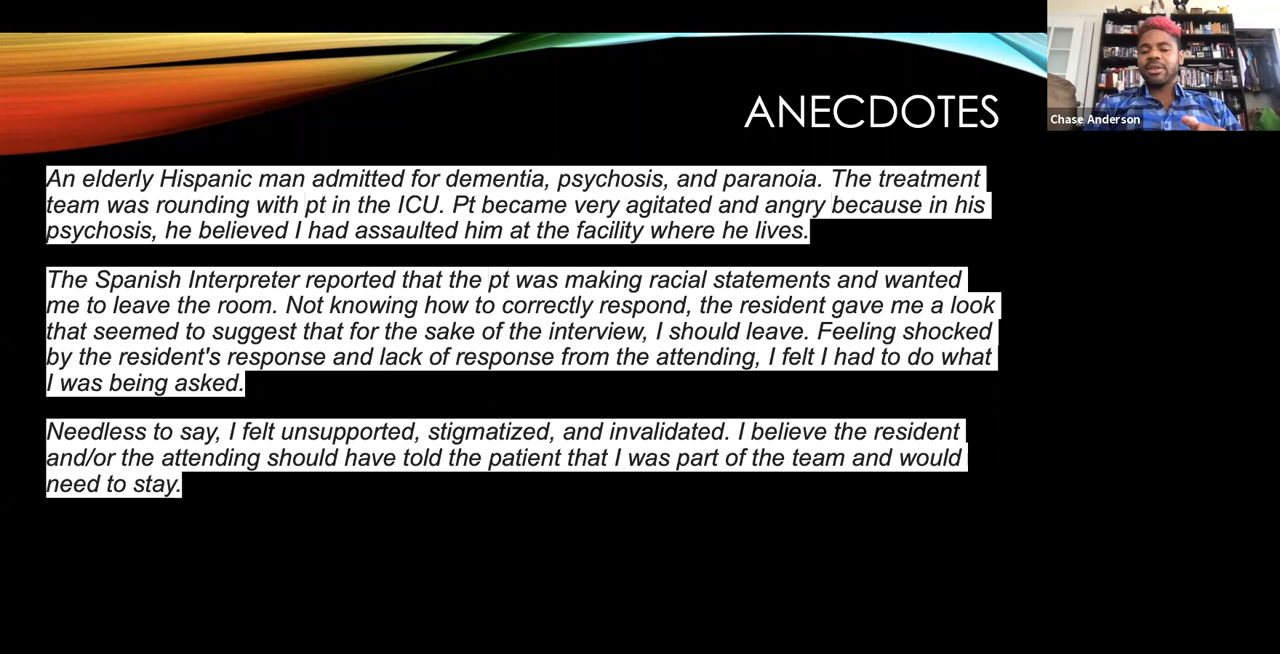 ANECDOTES
Chase Anderson
An elderly Hispanic man admitted for dementia, psychosis, and paranoia. The treatment
team was rounding with pt in the ICU. Pt became very agitated and angry because in his
psychosis, he believed I had assaulted him at the facility where he lives.
The Spanish Interpreter reported that the pt was making racial statements and wanted
me to leave the room. Not knowing how to correctly respond, the resident gave me a look
that seemed to suggest that for the sake of the interview, I should leave. Feeling shocked
by the resident's response and lack of response from the attending, I felt I had to do what
I was being asked.
Needless to say, I felt unsupported, stigmatized, and invalidated. I believe the resident
and/or the attending should have told the patient that I was part of the team and would
need to stay.